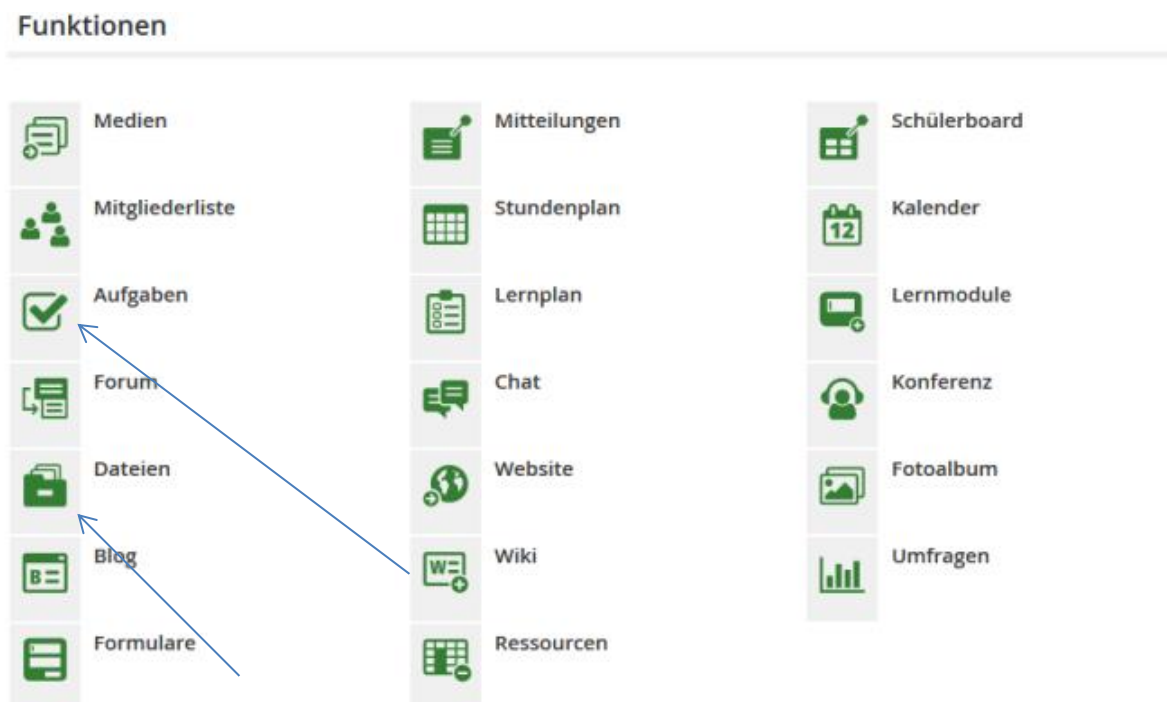 Funktionen
Medien Mitteilungen Schülerboard
Mitgliederliste Stundenplan Kalender
12
Aufgaben Lernplan Lernmodule
Forum Chat Konferenz
Dateien Website Fotoalbum
Blog Wiki Umfragen
B W
Formulare Ressourcen